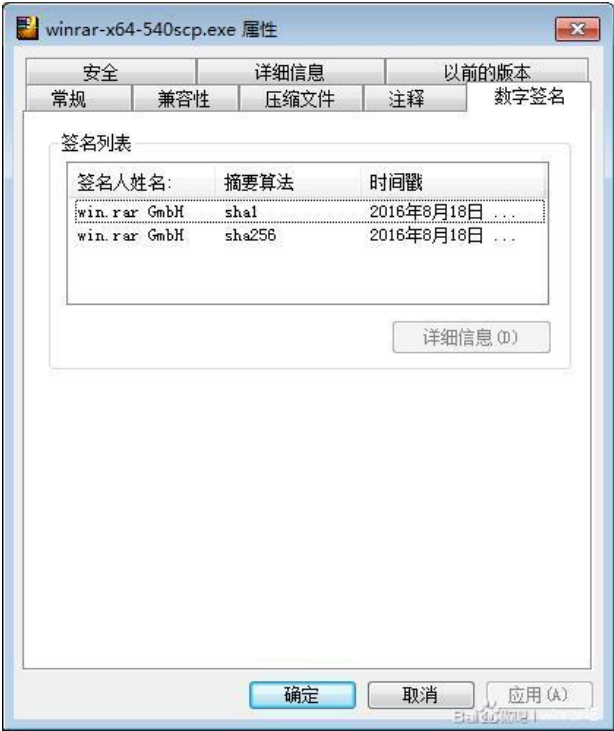 winrar-x64-540scp.exe 属性
安全 详细信息 以前的版本
常规 兼容性 压缩文件 注释 数字签名
签名列表
签名人姓名: 摘要算法 时间戳
win.rar GmbH sha1 2016年8月18日 ...
win.rar GmbH sha256 2016年8月18日 ...
详细信息(D)
确定 取消 应用(A)